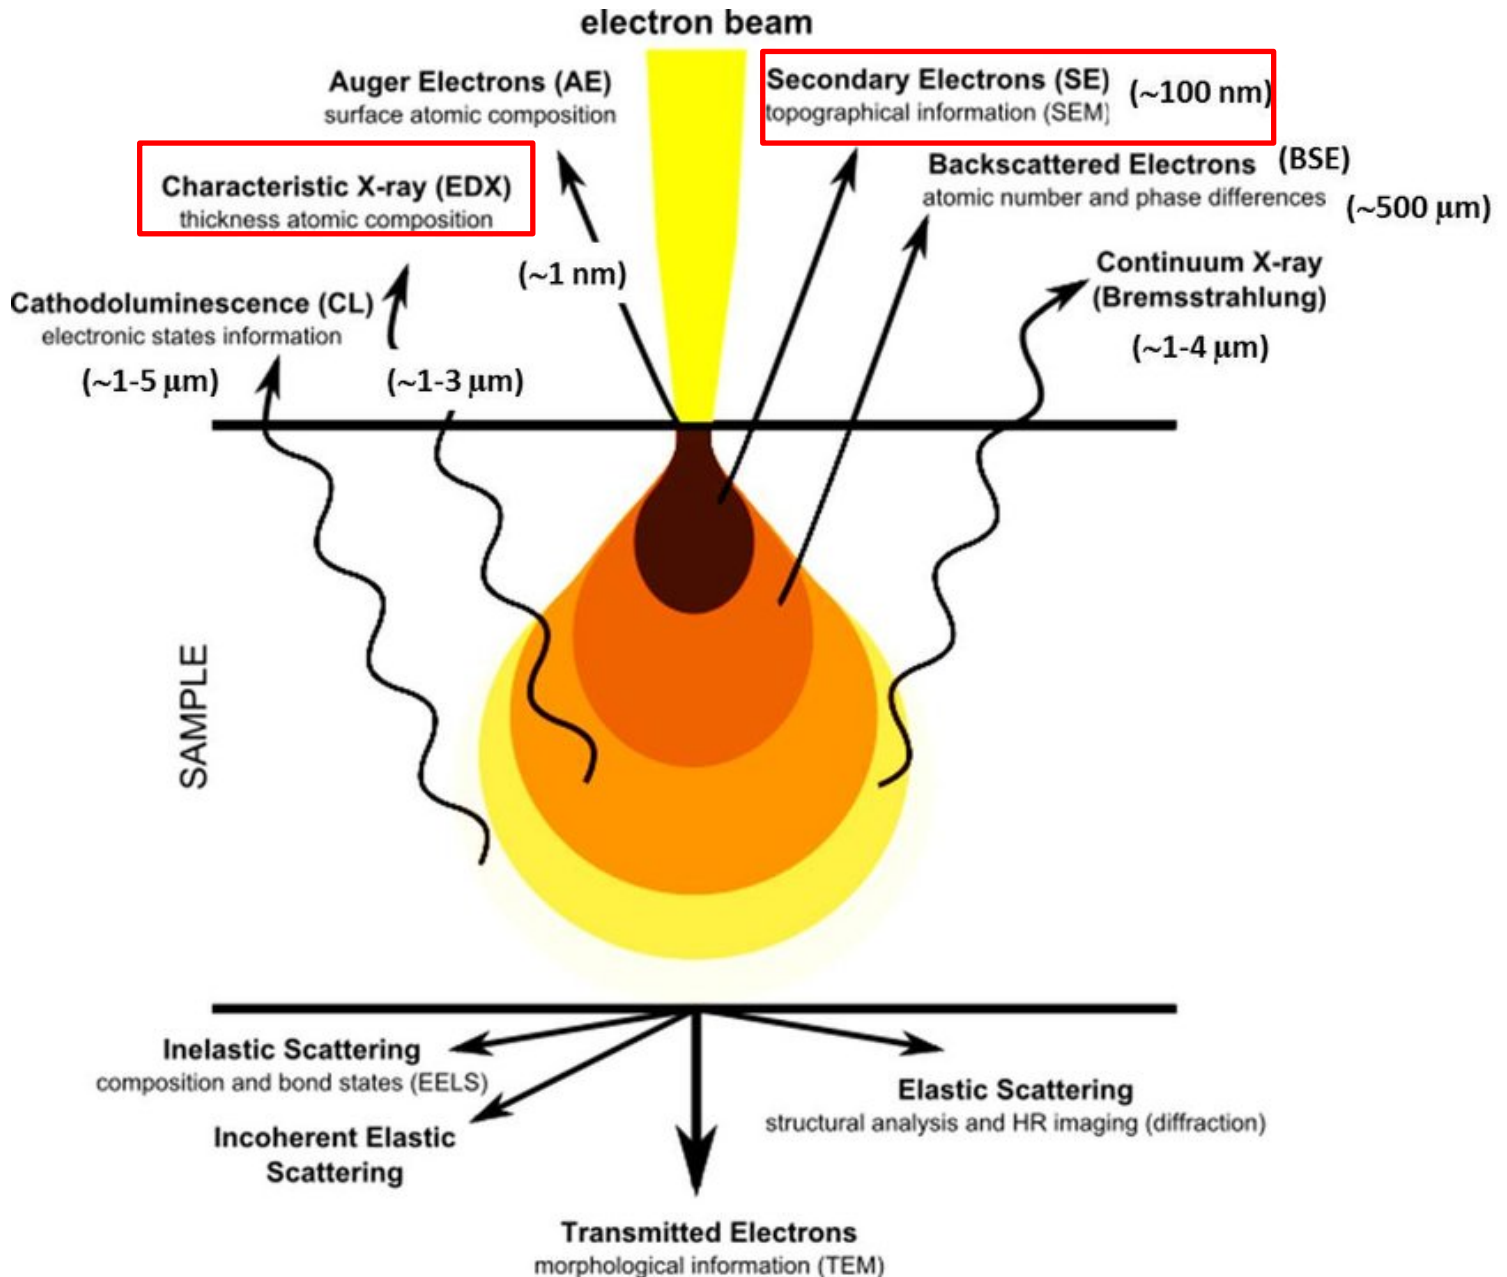 electron beam
Auger Electrons (AE)
surface atomic composition
Secondary Electrons (SE) (~100 nm)
topographical information (SEM)
Characteristic X-ray (EDX)
thickness atomic composition
Backscattered Electrons (BSE)
atomic number and phase differences (~500 μm)
(~1 nm)
Continuum X-ray
(Bremsstrahlung)
(~1-4 μm)
Cathodoluminescence (CL)
electronic states information
(~1-5 μm) (~1-3 μm)
SAMPLE
Inelastic Scattering
composition and bond states (EELS)
Incoherent Elastic
Scattering
Elastic Scattering
structural analysis and HR imaging (diffraction)
Transmitted Electrons
morphological information (TEM)